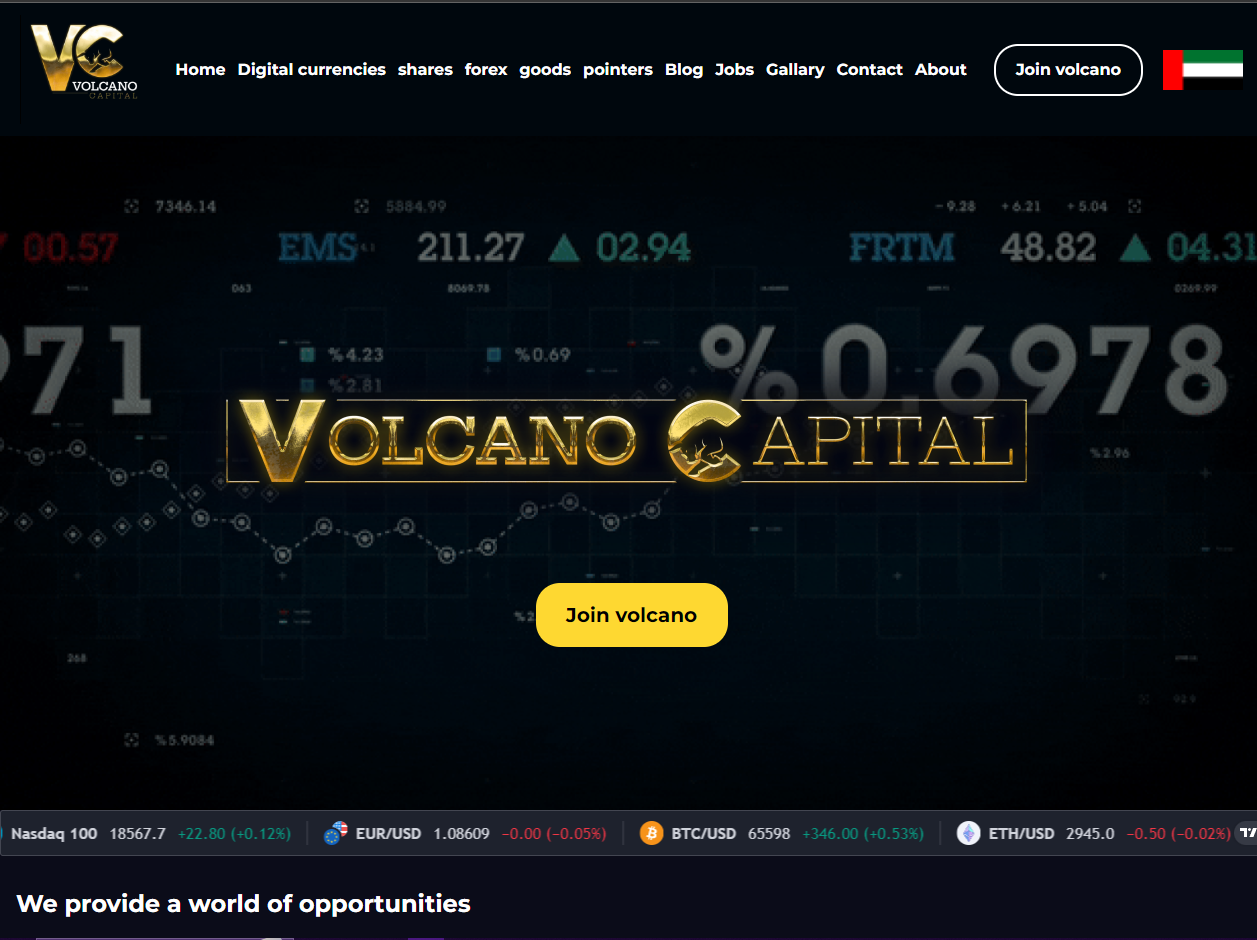 VC
VOLCANO
CAPITAL
Home Digital currencies shares forex goods pointers Blog Jobs Gallary Contact About Join volcano
7346.14 5884.99 – 9.28 + 6.21 + 5.04
00.57 EMS 211.27 ▲ 02.94 FRTM 48.82 ▲ 04.31
063 8069.78 0269.99
71 % 0.6978
% 4.23 % 0.69
% 2.81
VOLCANO CAPITAL
% 2.96
Join volcano
268
92 9
% 5.9084
Nasdaq 100 18567.7 +22.80 (+0.12%) EUR/USD 1.08609 −0.00 (−0.05%) BTC/USD 65598 +346.00 (+0.53%) ETH/USD 2945.0 −0.50 (−0.02%)
We provide a world of opportunities